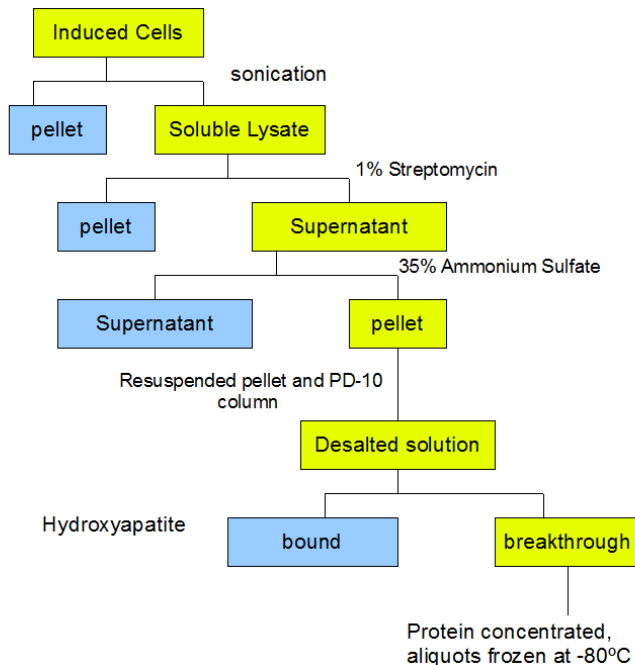 Induced Cells
sonication
pellet
Soluble Lysate
1% Streptomycin
pellet
Supernatant
35% Ammonium Sulfate
Supernatant
pellet
Resuspended pellet and PD-10
column
Desalted solution
Hydroxyapatite
bound
breakthrough
Protein concentrated,
aliquots frozen at -80ºC